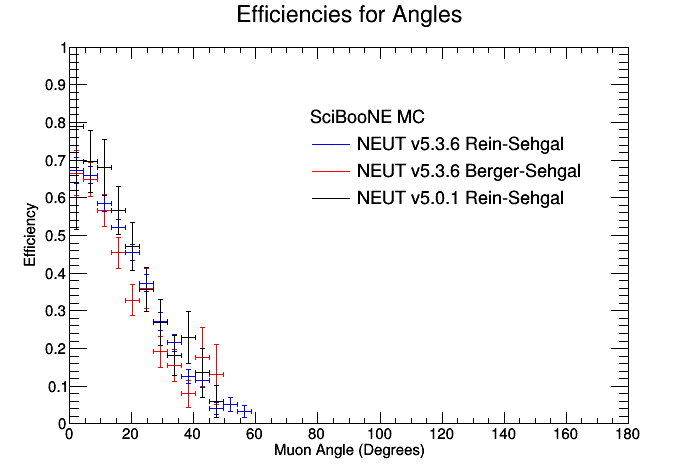 Efficiencies for Angles
Efficiency
1
0.9
0.8
0.7
0.6
0.5
0.4
0.3
0.2
0.1
0
SciBooNE MC
NEUT v5.3.6 Rein-Sehgal
NEUT v5.3.6 Berger-Sehgal
NEUT v5.0.1 Rein-Sehgal
0 20 40 60 80 100 120 140 160 180
Muon Angle (Degrees)